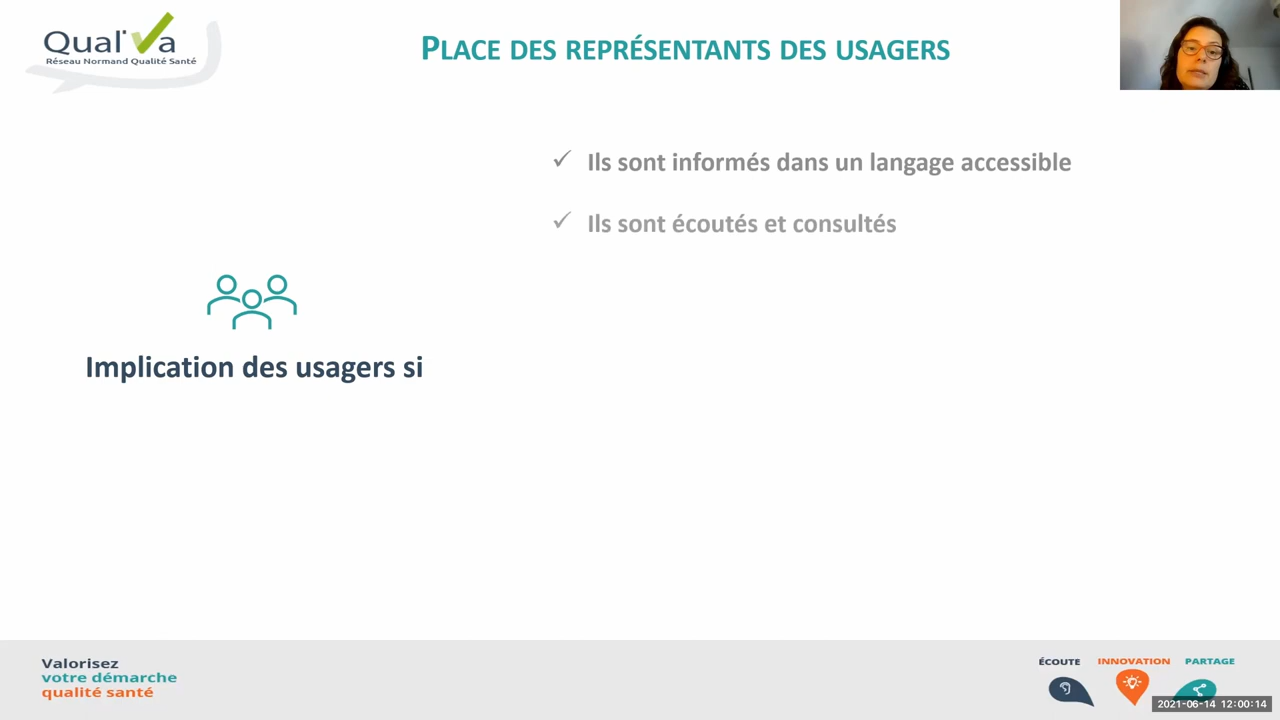 Qual'Va
Réseau Normand Qualité Santé
PLACE DES REPRÉSENTANTS DES USAGERS
✓ Ils sont informés dans un langage accessible
✓ Ils sont écoutés et consultés
Implication des usagers si
Valorisez
votre démarche
qualité santé
ÉCOUTE INNOVATION PARTAGE
2021-06-14 12:00:14